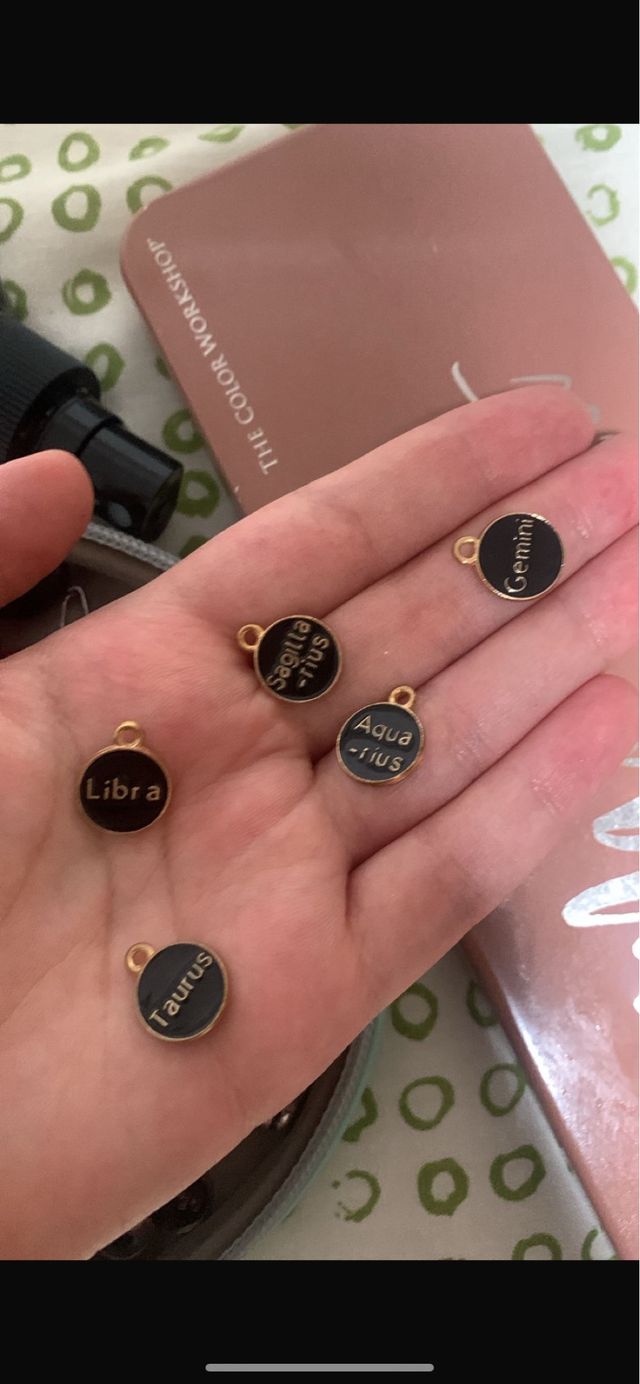 THE COLOR WORKSHOP
Gemini
Sagitta
-rius
Aqua
-rius
Libra
Taurus